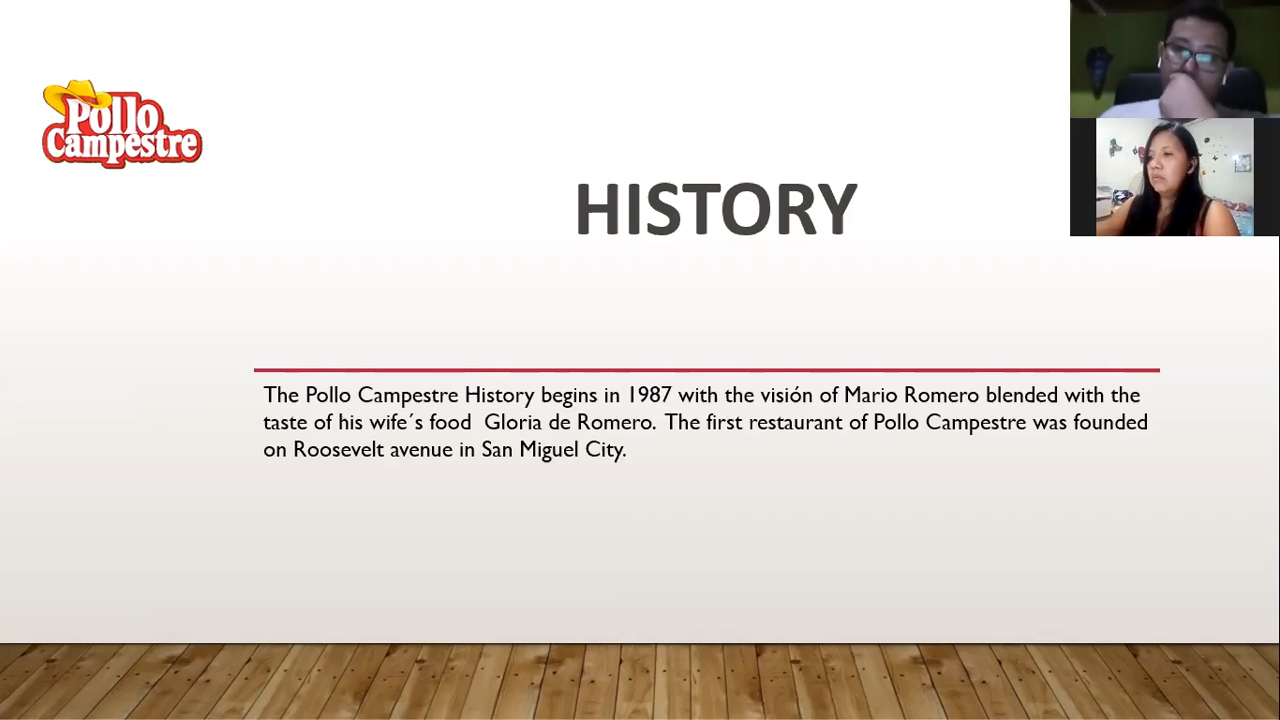 Pollo
Campestre
HISTORY
The Pollo Campestre History begins in 1987 with the visión of Mario Romero blended with the
taste of his wife´s food  Gloria de Romero.  The first restaurant of Pollo Campestre was founded
on Roosevelt avenue in San Miguel City.